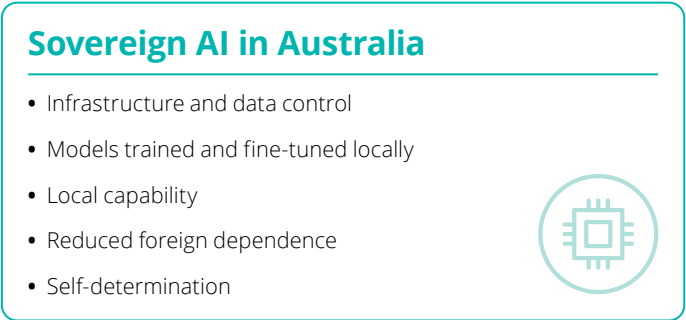 Sovereign AI in Australia
• Infrastructure and data control
• Models trained and fine-tuned locally
• Local capability
• Reduced foreign dependence
• Self-determination